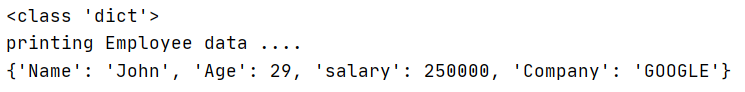 <class 'dict'>
printing Employee data ....
{'Name': 'John', 'Age': 29, 'salary': 250000, 'Company': 'GOOGLE'}